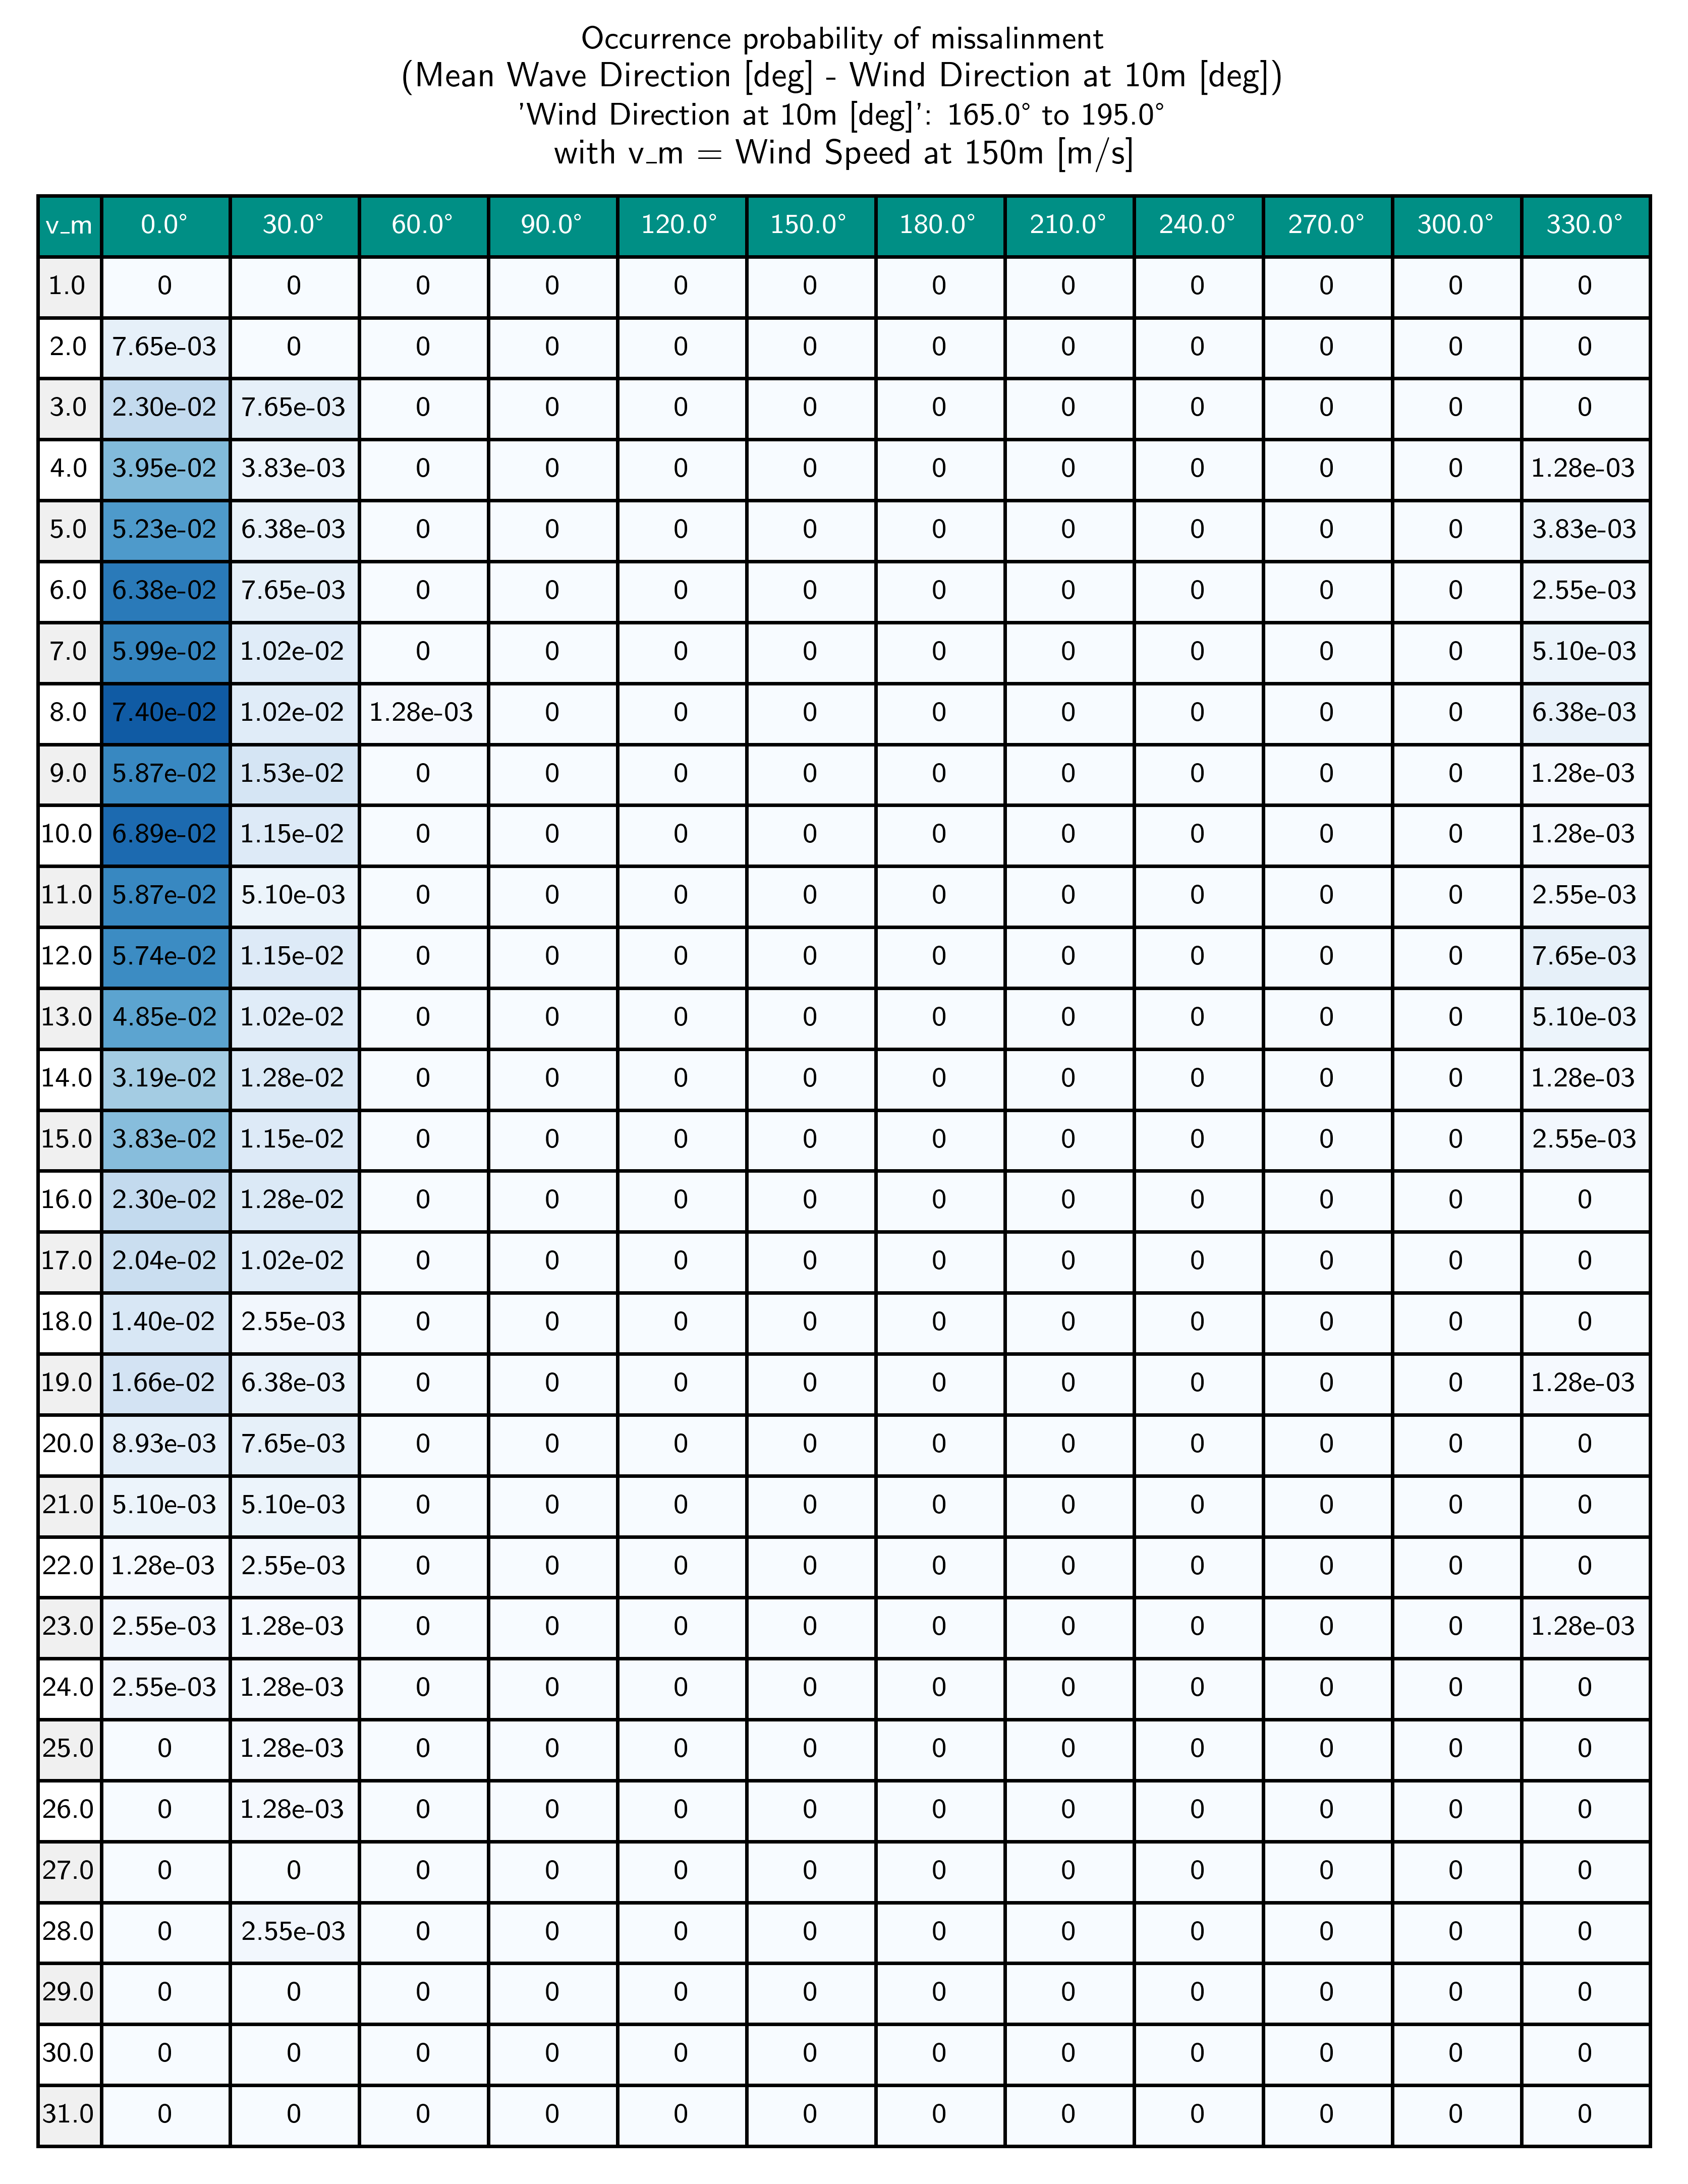 Occurrence probability of missalinment
(Mean Wave Direction [deg] - Wind Direction at 10m [deg])
'Wind Direction at 10m [deg]': 165.0° to 195.0°
with v_m = Wind Speed at 150m [m/s]
v_m 0.0° 30.0° 60.0° 90.0° 120.0° 150.0° 180.0° 210.0° 240.0° 270.0° 300.0° 330.0°
1.0 0 0 0 0 0 0 0 0 0 0 0 0
2.0 7.65e-03 0 0 0 0 0 0 0 0 0 0 0
3.0 2.30e-02 7.65e-03 0 0 0 0 0 0 0 0 0 0
4.0 3.95e-02 3.83e-03 0 0 0 0 0 0 0 0 0 1.28e-03
5.0 5.23e-02 6.38e-03 0 0 0 0 0 0 0 0 0 3.83e-03
6.0 6.38e-02 7.65e-03 0 0 0 0 0 0 0 0 0 2.55e-03
7.0 5.99e-02 1.02e-02 0 0 0 0 0 0 0 0 0 5.10e-03
8.0 7.40e-02 1.02e-02 1.28e-03 0 0 0 0 0 0 0 0 6.38e-03
9.0 5.87e-02 1.53e-02 0 0 0 0 0 0 0 0 0 1.28e-03
10.0 6.89e-02 1.15e-02 0 0 0 0 0 0 0 0 0 1.28e-03
11.0 5.87e-02 5.10e-03 0 0 0 0 0 0 0 0 0 2.55e-03
12.0 5.74e-02 1.15e-02 0 0 0 0 0 0 0 0 0 7.65e-03
13.0 4.85e-02 1.02e-02 0 0 0 0 0 0 0 0 0 5.10e-03
14.0 3.19e-02 1.28e-02 0 0 0 0 0 0 0 0 0 1.28e-03
15.0 3.83e-02 1.15e-02 0 0 0 0 0 0 0 0 0 2.55e-03
16.0 2.30e-02 1.28e-02 0 0 0 0 0 0 0 0 0 0
17.0 2.04e-02 1.02e-02 0 0 0 0 0 0 0 0 0 0
18.0 1.40e-02 2.55e-03 0 0 0 0 0 0 0 0 0 0
19.0 1.66e-02 6.38e-03 0 0 0 0 0 0 0 0 0 1.28e-03
20.0 8.93e-03 7.65e-03 0 0 0 0 0 0 0 0 0 0
21.0 5.10e-03 5.10e-03 0 0 0 0 0 0 0 0 0 0
22.0 1.28e-03 2.55e-03 0 0 0 0 0 0 0 0 0 0
23.0 2.55e-03 1.28e-03 0 0 0 0 0 0 0 0 0 1.28e-03
24.0 2.55e-03 1.28e-03 0 0 0 0 0 0 0 0 0 0
25.0 0 1.28e-03 0 0 0 0 0 0 0 0 0 0
26.0 0 1.28e-03 0 0 0 0 0 0 0 0 0 0
27.0 0 0 0 0 0 0 0 0 0 0 0 0
28.0 0 2.55e-03 0 0 0 0 0 0 0 0 0 0
29.0 0 0 0 0 0 0 0 0 0 0 0 0
30.0 0 0 0 0 0 0 0 0 0 0 0 0
31.0 0 0 0 0 0 0 0 0 0 0 0 0